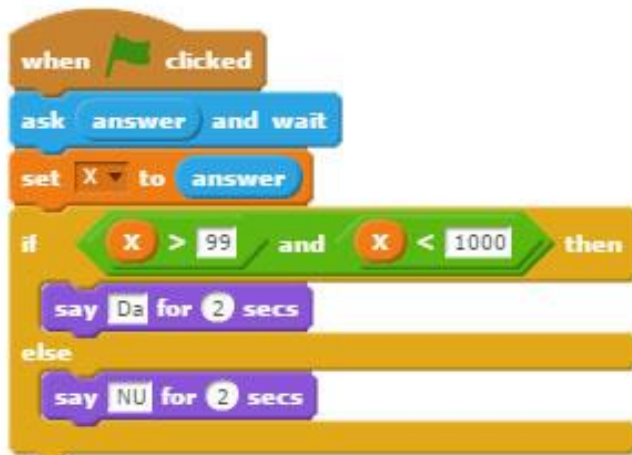 when clicked
ask answer and wait
set X to answer
if X > 99 and X < 1000 then
say Da for 2 secs
else
say NU for 2 secs